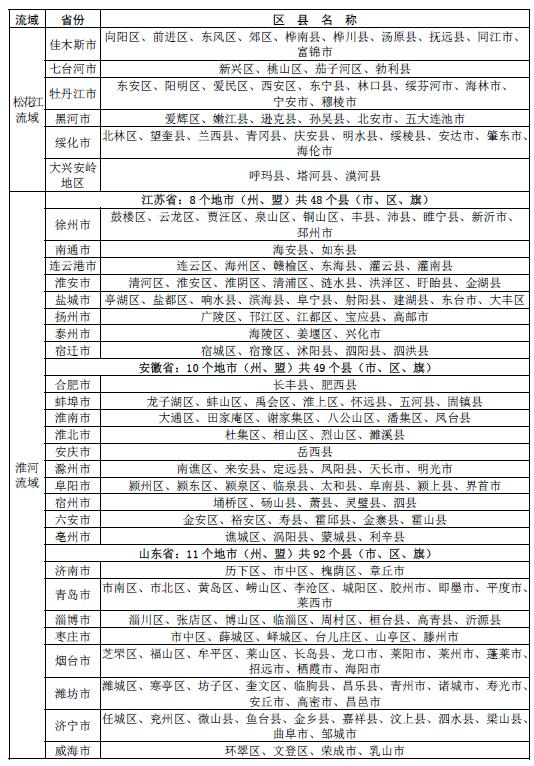 流域 省份 区 县 名 称
松花江流域
佳木斯市 向阳区、前进区、东风区、郊区、桦南县、桦川县、汤原县、抚远县、同江市、
富锦市
七台河市 新兴区、桃山区、茄子河区、勃利县
牡丹江市 东安区、阳明区、爱民区、西安区、东宁县、林口县、绥芬河市、海林市、
宁安市、穆棱市
黑河市 爱辉区、嫩江县、逊克县、孙吴县、北安市、五大连池市
绥化市 北林区、望奎县、兰西县、青冈县、庆安县、明水县、绥棱县、安达市、肇东市、
海伦市
大兴安岭
地区 呼玛县、塔河县、漠河县
淮河
流域
江苏省：8 个地市（州、盟）共 48 个县（市、区、旗）
徐州市 鼓楼区、云龙区、贾汪区、泉山区、铜山区、丰县、沛县、睢宁县、新沂市、
邳州市
南通市 海安县、如东县
连云港市 连云区、海州区、赣榆区、东海县、灌云县、灌南县
淮安市 清河区、淮安区、淮阴区、清浦区、涟水县、洪泽区、盱眙县、金湖县
盐城市 亭湖区、盐都区、响水县、滨海县、阜宁县、射阳县、建湖县、东台市、大丰区
扬州市 广陵区、邗江区、江都区、宝应县、高邮市
泰州市 海陵区、姜堰区、兴化市
宿迁市 宿城区、宿豫区、沭阳县、泗阳县、泗洪县
安徽省：10 个地市（州、盟）共 49 个县（市、区、旗）
合肥市 长丰县、肥西县
蚌埠市 龙子湖区、蚌山区、禹会区、淮上区、怀远县、五河县、固镇县
淮南市 大通区、田家庵区、谢家集区、八公山区、潘集区、凤台县
淮北市 杜集区、相山区、烈山区、濉溪县
安庆市 岳西县
滁州市 南谯区、来安县、定远县、凤阳县、天长市、明光市
阜阳市 颍州区、颍东区、颍泉区、临泉县、太和县、阜南县、颍上县、界首市
宿州市 埇桥区、砀山县、萧县、灵璧县、泗县
六安市 金安区、裕安区、寿县、霍邱县、金寨县、霍山县
亳州市 谯城区、涡阳县、蒙城县、利辛县
山东省：11 个地市（州、盟）共 92 个县（市、区、旗）
济南市 历下区、市中区、槐荫区、章丘市
青岛市 市南区、市北区、黄岛区、崂山区、李沧区、城阳区、胶州市、即墨市、平度市、
莱西市
淄博市 淄川区、张店区、博山区、临淄区、周村区、桓台县、高青县、沂源县
枣庄市 市中区、薛城区、峄城区、台儿庄区、山亭区、滕州市
烟台市 芝罘区、福山区、牟平区、莱山区、长岛县、龙口市、莱阳市、莱州市、蓬莱市、
招远市、栖霞市、海阳市
潍坊市 潍城区、寒亭区、坊子区、奎文区、临朐县、昌乐县、青州市、诸城市、寿光市、
安丘市、高密市、昌邑市
济宁市 任城区、兖州区、微山县、鱼台县、金乡县、嘉祥县、汶上县、泗水县、梁山县、
曲阜市、邹城市
威海市 环翠区、文登区、荣成市、乳山市